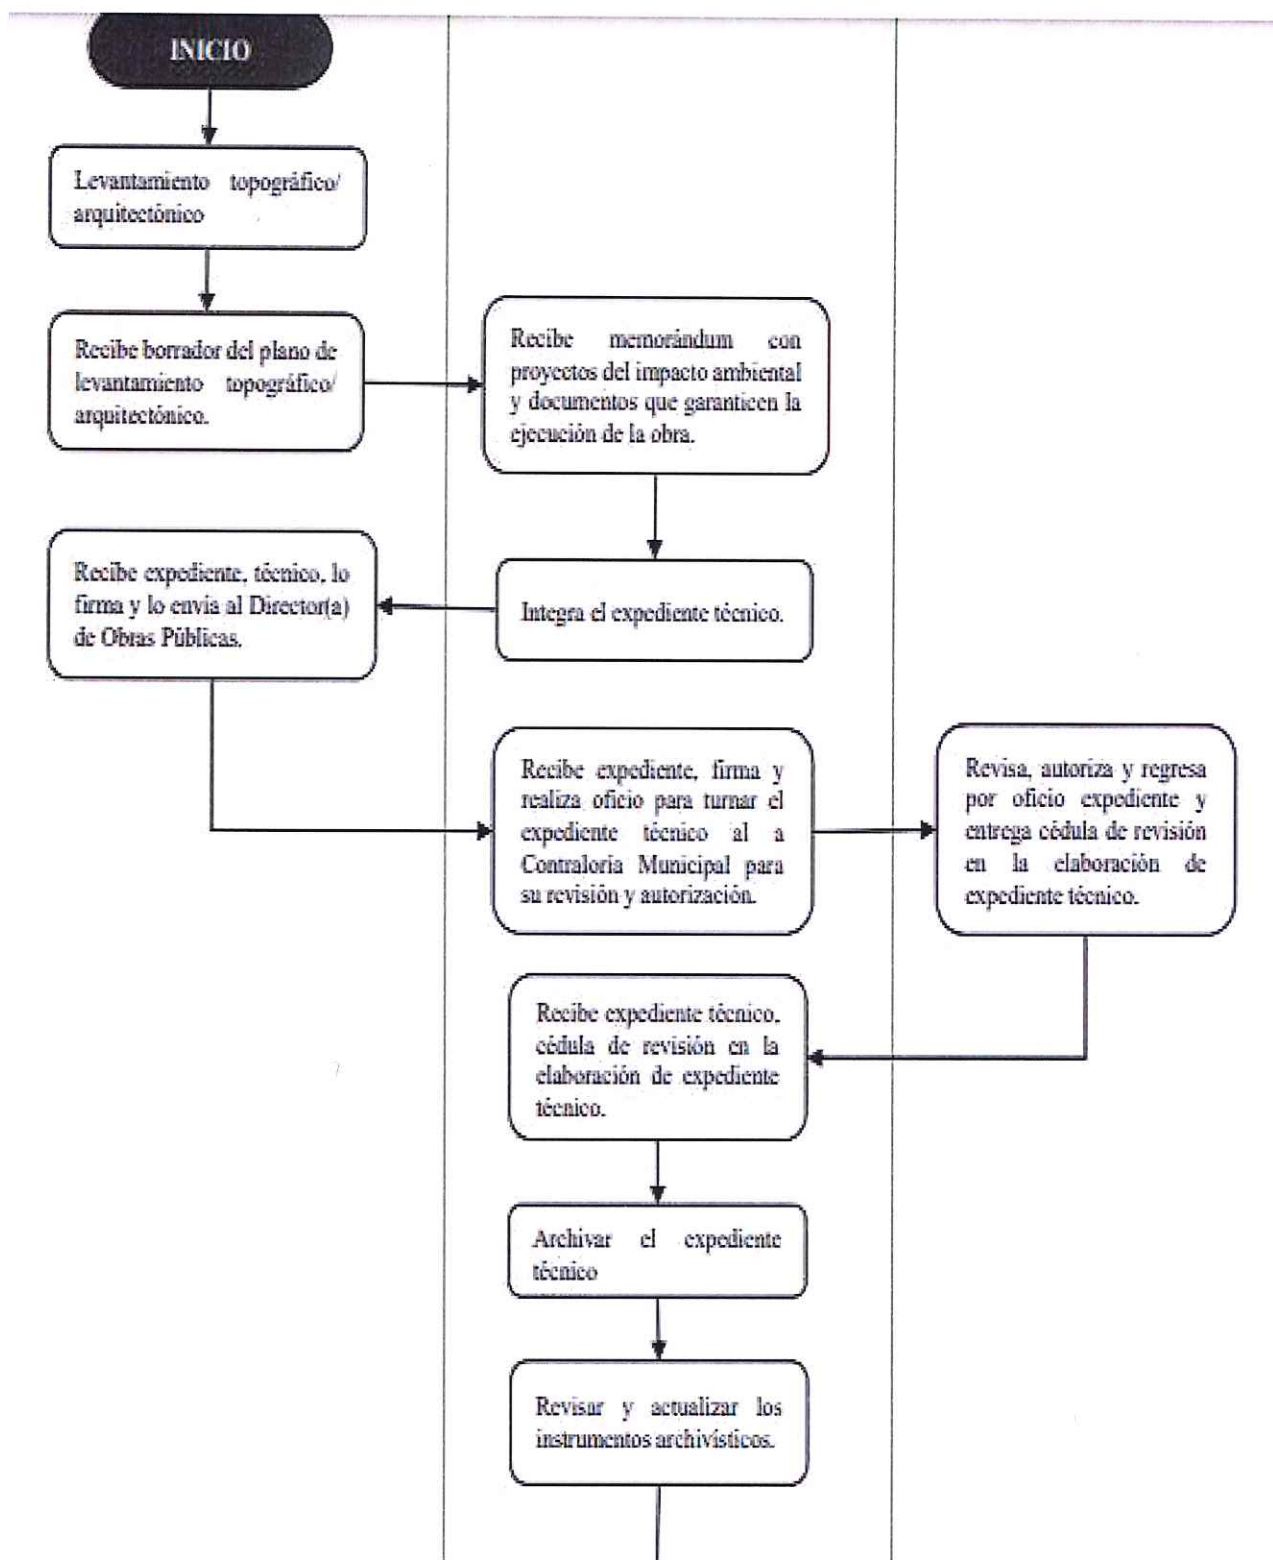 INICIO
Levantamiento topográfico/
arquitectónico
Recibe borrador del plano de
levantamiento topográfico/
arquitectónico.
Recibe memorándum con
proyectos del impacto ambiental
y documentos que garanticen la
ejecución de la obra.
Integra el expediente técnico.
Recibe expediente, técnico, lo
firma y lo envía al Director(a)
de Obras Públicas.
Recibe expediente, firma y
realiza oficio para turnar el
expediente técnico al a
Contraloría Municipal para
su revisión y autorización.
Revisa, autoriza y regresa
por oficio expediente y
entrega cédula de revisión
en la elaboración de
expediente técnico.
Recibe expediente técnico,
cédula de revisión en la
elaboración de expediente
técnico.
Archivar el expediente
técnico
Revisar y actualizar los
instrumentos archivísticos.